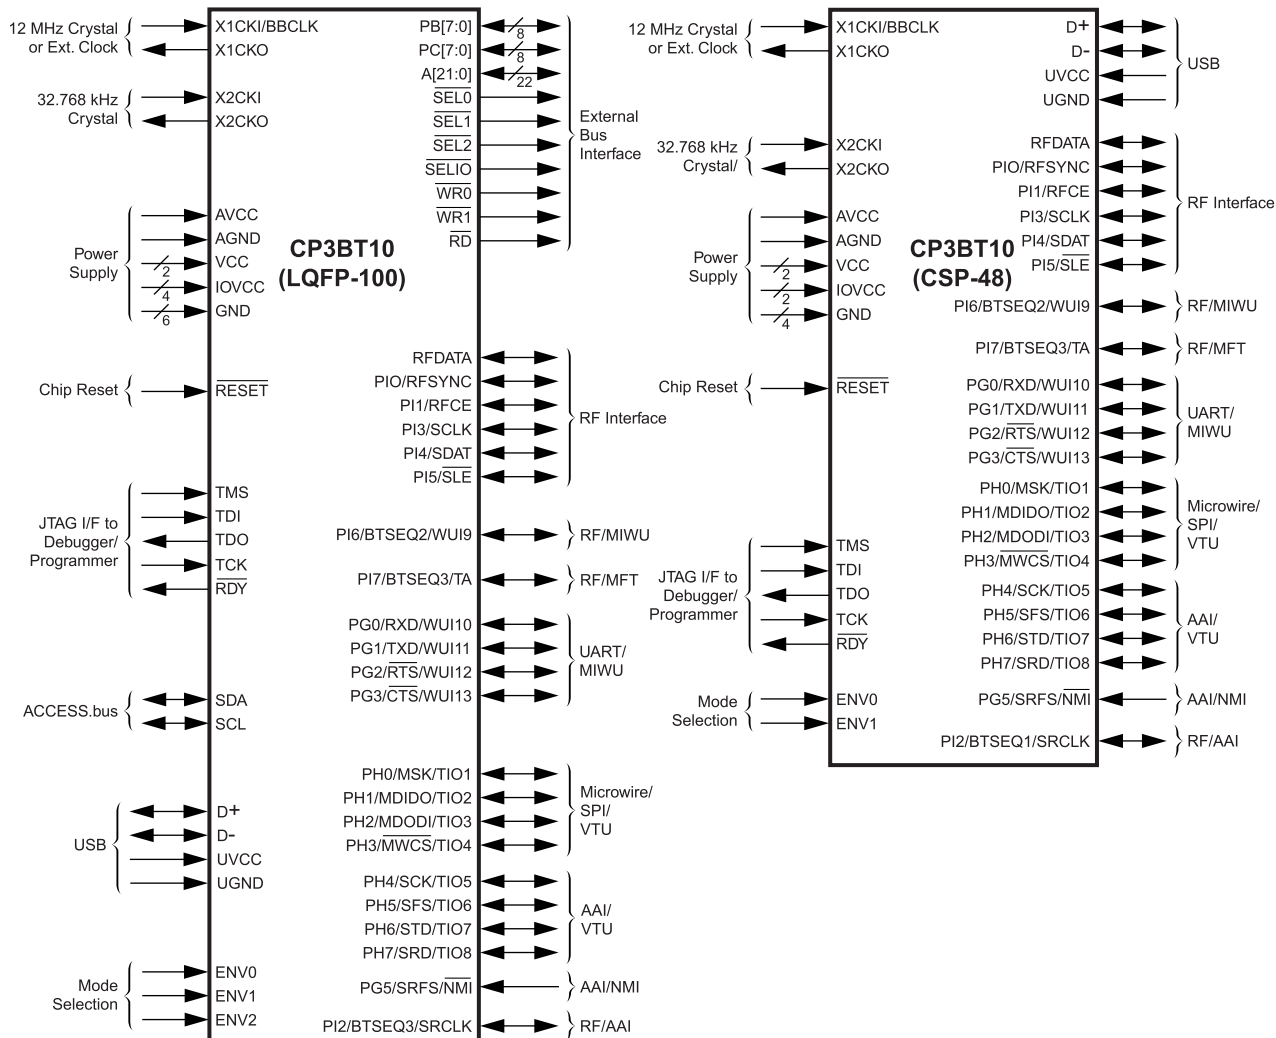 12 MHz Crystal
or Ext. Clock
X1CKI/BBCLK
X1CKO
32.768 kHz
Crystal
X2CKI
X2CKO
Power
Supply
AVCC
AGND
VCC
2
IOVCC
4
GND
6
Chip Reset
RESET
JTAG I/F to
Debugger/
Programmer
TMS
TDI
TDO
TCK
RDY
ACCESS.bus
SDA
SCL
USB
D+
D-
UVCC
UGND
Mode
Selection
ENV0
ENV1
ENV2
CP3BT10
(LQFP-100)
PB[7:0]
8
PC[7:0]
8
A[21:0]
22
SEL0
SEL1
SEL2
SELIO
WR0
WR1
RD
External
Bus
Interface
RFDATA
PIO/RFSYNC
PI1/RFCE
PI3/SCLK
PI4/SDAT
PI5/SLE
RF Interface
PI6/BTSEQ2/WUI9
RF/MIWU
PI7/BTSEQ3/TA
RF/MFT
PG0/RXD/WUI10
PG1/TXD/WUI11
PG2/RTS/WUI12
PG3/CTS/WUI13
UART/
MIWU
PH0/MSK/TIO1
PH1/MDIDO/TIO2
PH2/MDODI/TIO3
PH3/MWCS/TIO4
Microwire/
SPI/
VTU
PH4/SCK/TIO5
PH5/SFS/TIO6
PH6/STD/TIO7
PH7/SRD/TIO8
AAI/
VTU
PG5/SRFS/NMI
AAI/NMI
PI2/BTSEQ3/SRCLK
RF/AAI
12 MHz Crystal
or Ext. Clock
X1CKI/BBCLK
X1CKO
32.768 kHz
Crystal/
X2CKI
X2CKO
Power
Supply
AVCC
AGND
VCC
2
IOVCC
2
GND
4
Chip Reset
RESET
JTAG I/F to
Debugger/
Programmer
TMS
TDI
TDO
TCK
RDY
Mode
Selection
ENV0
ENV1
CP3BT10
(CSP-48)
D+
D-
UVCC
UGND
USB
RFDATA
PIO/RFSYNC
PI1/RFCE
PI3/SCLK
PI4/SDAT
PI5/SLE
RF Interface
PI6/BTSEQ2/WUI9
RF/MIWU
PI7/BTSEQ3/TA
RF/MFT
PG0/RXD/WUI10
PG1/TXD/WUI11
PG2/RTS/WUI12
PG3/CTS/WUI13
UART/
MIWU
PH0/MSK/TIO1
PH1/MDIDO/TIO2
PH2/MDODI/TIO3
PH3/MWCS/TIO4
Microwire/
SPI/
VTU
PH4/SCK/TIO5
PH5/SFS/TIO6
PH6/STD/TIO7
PH7/SRD/TIO8
AAI/
VTU
PG5/SRFS/NMI
AAI/NMI
PI2/BTSEQ1/SRCLK
RF/AAI